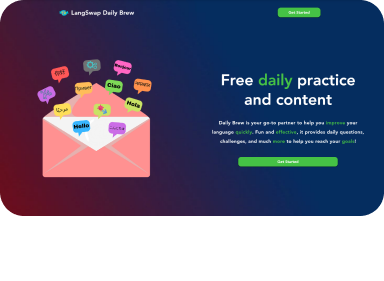 LangSwap Daily Brew
Get Started
Bonjour
Ciao
Hola
Hello
Free daily practice
and content
Daily Brew is your go-to partner to help you improve your
language quickly. Fun and effective, it provides daily questions,
challenges, and much more to help you reach your goals!
Get Started